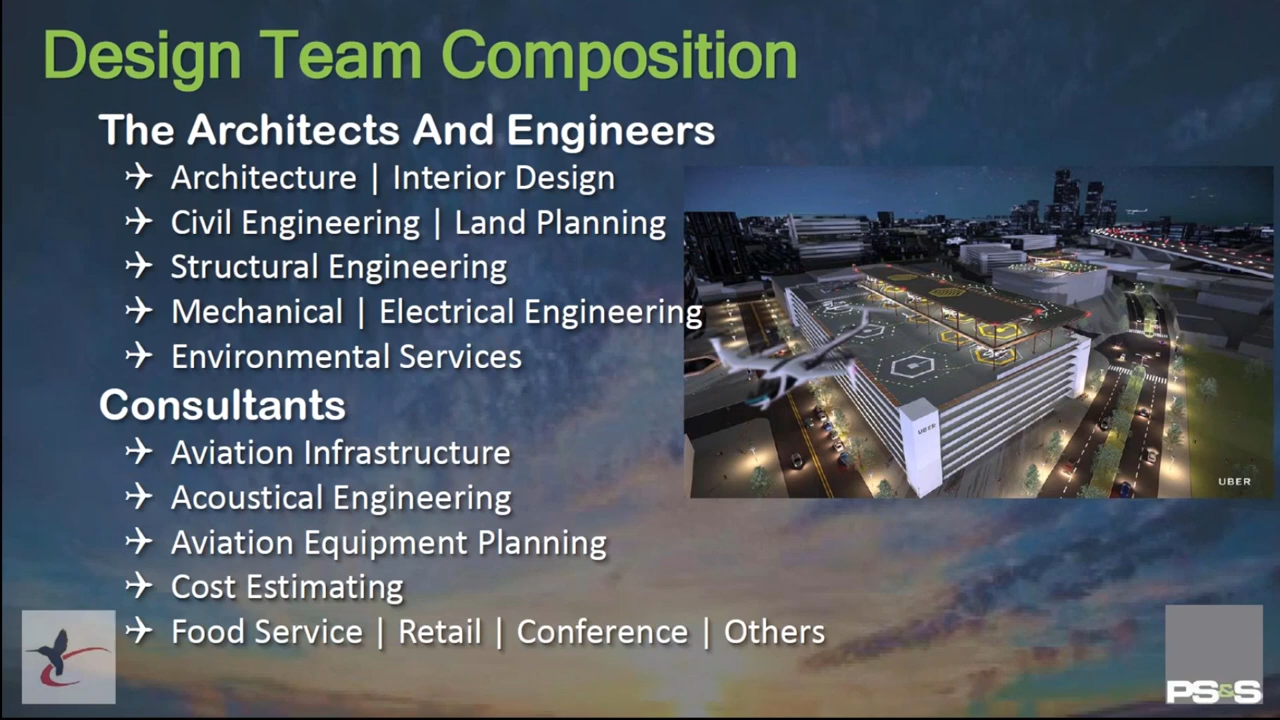 Design Team Composition
The Architects And Engineers
Architecture | Interior Design
Civil Engineering | Land Planning
Structural Engineering
Mechanical | Electrical Engineering
Environmental Services
Consultants
Aviation Infrastructure
Acoustical Engineering
Aviation Equipment Planning
Cost Estimating
Food Service | Retail | Conference | Others
UBER
UBER
PS&S